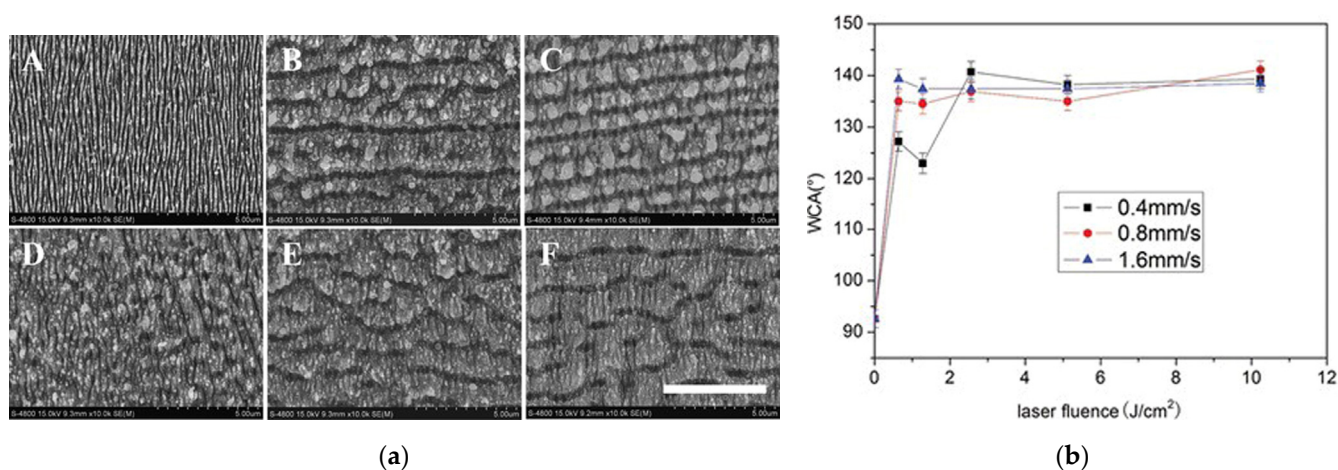 A
B
C
S-4800 15.0kV 9.3mm x10.0k SE(M) 5.00um
S-4800 15.0kV 9.3mm x10.0k SE(M) 5.00um
S-4800 15.0kV 9.4mm x10.0k SE(M) 5.00um
D
E
F
S-4800 15.0kV 9.3mm x10.0k SE(M) 5.00um
S-4800 15.0kV 9.3mm x10.0k SE(M) 5.00um
S-4800 15.0kV 9.2mm x10.0k SE(M) 5.00um
(a)
150
140
130
120
110
100
90
WCA(°)
0.4mm/s
0.8mm/s
1.6mm/s
0 2 4 6 8 10 12
laser fluence (J/cm²)
(b)